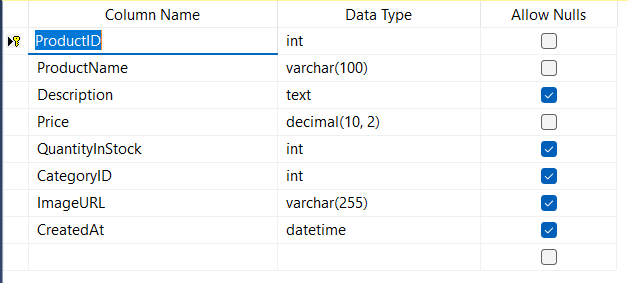 Column Name Data Type Allow Nulls
ProductID int
ProductName varchar(100)
Description text
Price decimal(10, 2)
QuantityInStock int
CategoryID int
ImageURL varchar(255)
CreatedAt datetime